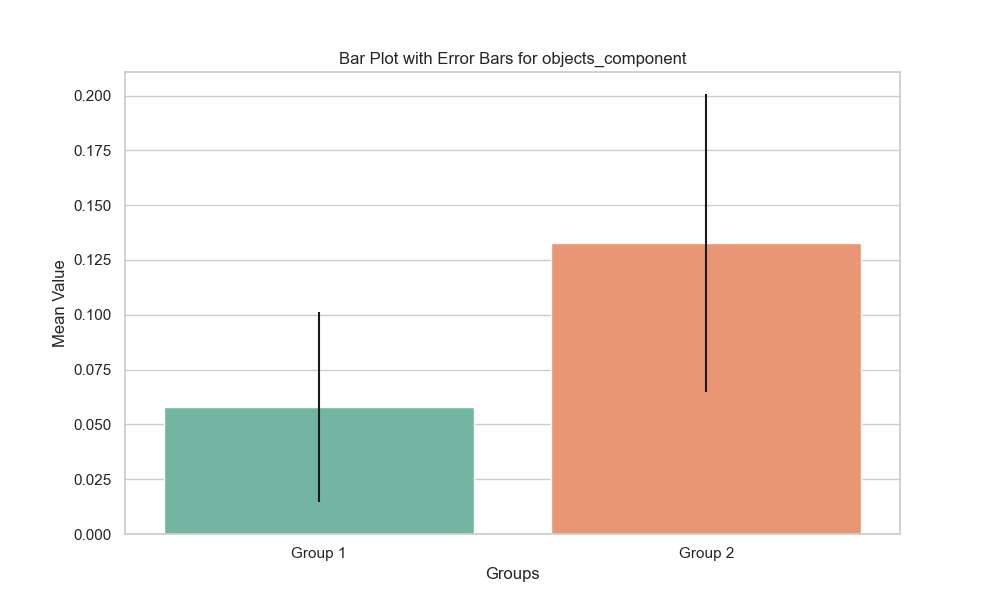 Bar Plot with Error Bars for objects_component
0.200
0.175
0.150
0.125
0.100
0.075
0.050
0.025
0.000
Mean Value
Group 1
Group 2
Groups